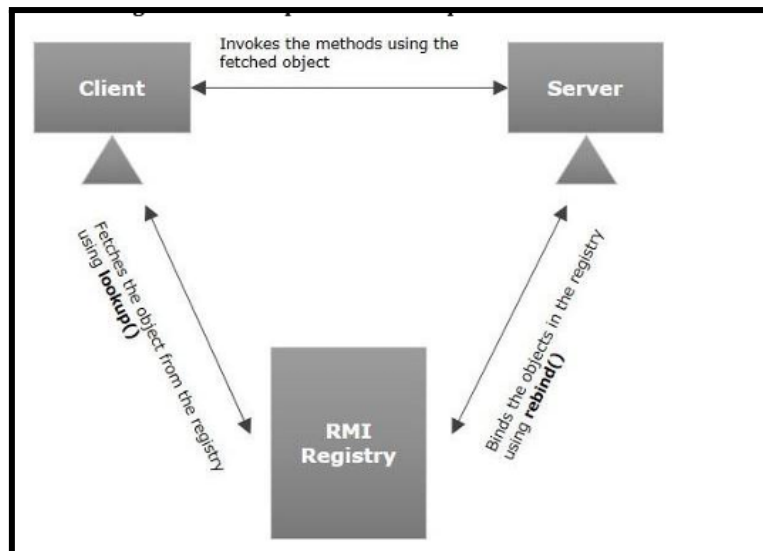 Invokes the methods using the
fetched object
Client
Server
Fetches the object from the registry
using lookup()
Binds the objects in the registry
using rebind()
RMI
Registry